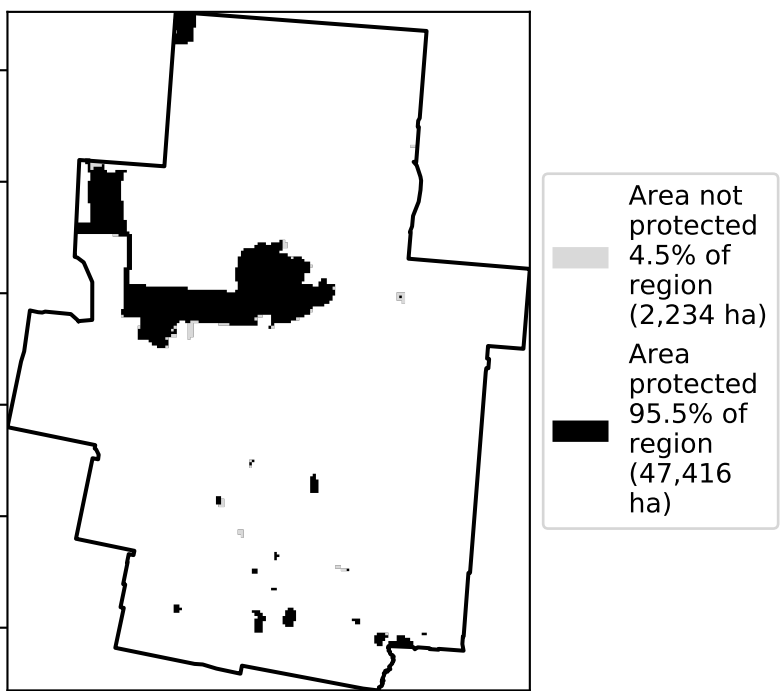 Area not
protected
4.5% of
region
(2,234 ha)
Area
protected
95.5% of
region
(47,416
ha)